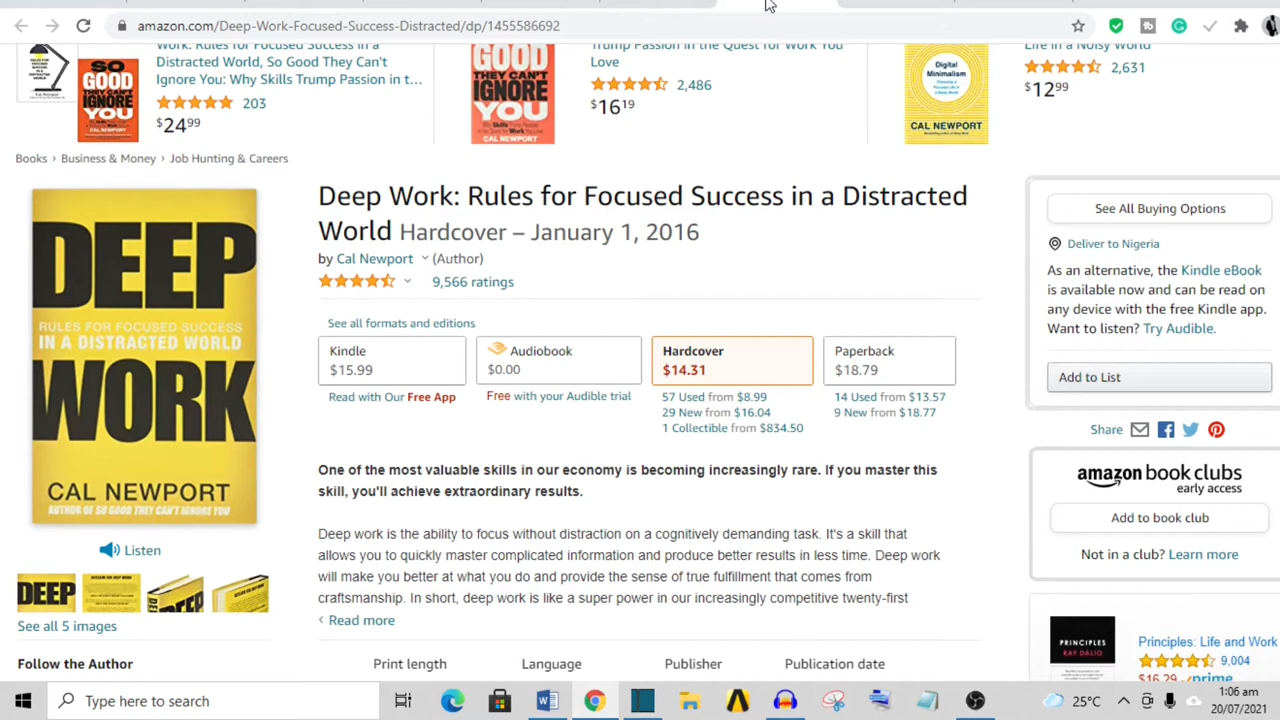 amazon.com/Deep-Work-Focused-Success-Distracted/dp/1455586692
Work: Rules for Focused Success in a
Distracted World, So Good They Can't
Ignore You: Why Skills Trump Passion in t...
203
$24.99
SO
GOOD
THEY CAN'T
IGNORE
YOU
CAL NEWPORT
Trump Passion in the Quest for Work You
Love
2,486
$16.19
GOOD
THEY CAN'T
IGNORE
YOU
CAL NEWPORT
Digital
Minimalism
CAL NEWPORT
Life in a Noisy World
2,631
$12.99
Books › Business & Money › Job Hunting & Careers
DEEP
RULES FOR FOCUSED SUCCESS
IN A DISTRACTED WORLD
WORK
CAL NEWPORT
AUTHOR OF SO GOOD THEY CAN'T IGNORE YOU
Listen
DEEP
See all 5 images
Follow the Author
Deep Work: Rules for Focused Success in a Distracted
World Hardcover – January 1, 2016
by Cal Newport (Author)
9,566 ratings
See all formats and editions
Kindle
$15.99
Read with Our Free App
Audiobook
$0.00
Free with your Audible trial
Hardcover
$14.31
57 Used from $8.99
29 New from $16.04
1 Collectible from $834.50
Paperback
$18.79
14 Used from $13.57
9 New from $18.77
One of the most valuable skills in our economy is becoming increasingly rare. If you master this
skill, you'll achieve extraordinary results.
Deep work is the ability to focus without distraction on a cognitively demanding task. It's a skill that
allows you to quickly master complicated information and produce better results in less time. Deep work
will make you better at what you do and provide the sense of true fulfillment that comes from
craftsmanship. In short, deep work is like a super power in our increasingly competitive twenty-first
Read more
Print length
Language
Publisher
Publication date
See All Buying Options
Deliver to Nigeria
As an alternative, the Kindle eBook
is available now and can be read on
any device with the free Kindle app.
Want to listen? Try Audible.
Add to List
Share
amazon book clubs
early access
Add to book club
Not in a club? Learn more
PRINCIPLES
RAY DALIO
Principles: Life and Work
9,004
$16.29 prime
Type here to search
25°C
1:06 am
20/07/2021